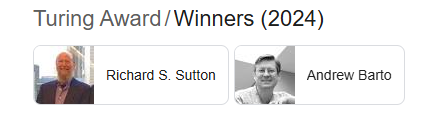 Turing Award/Winners (2024)
Richard S. Sutton
Andrew Barto